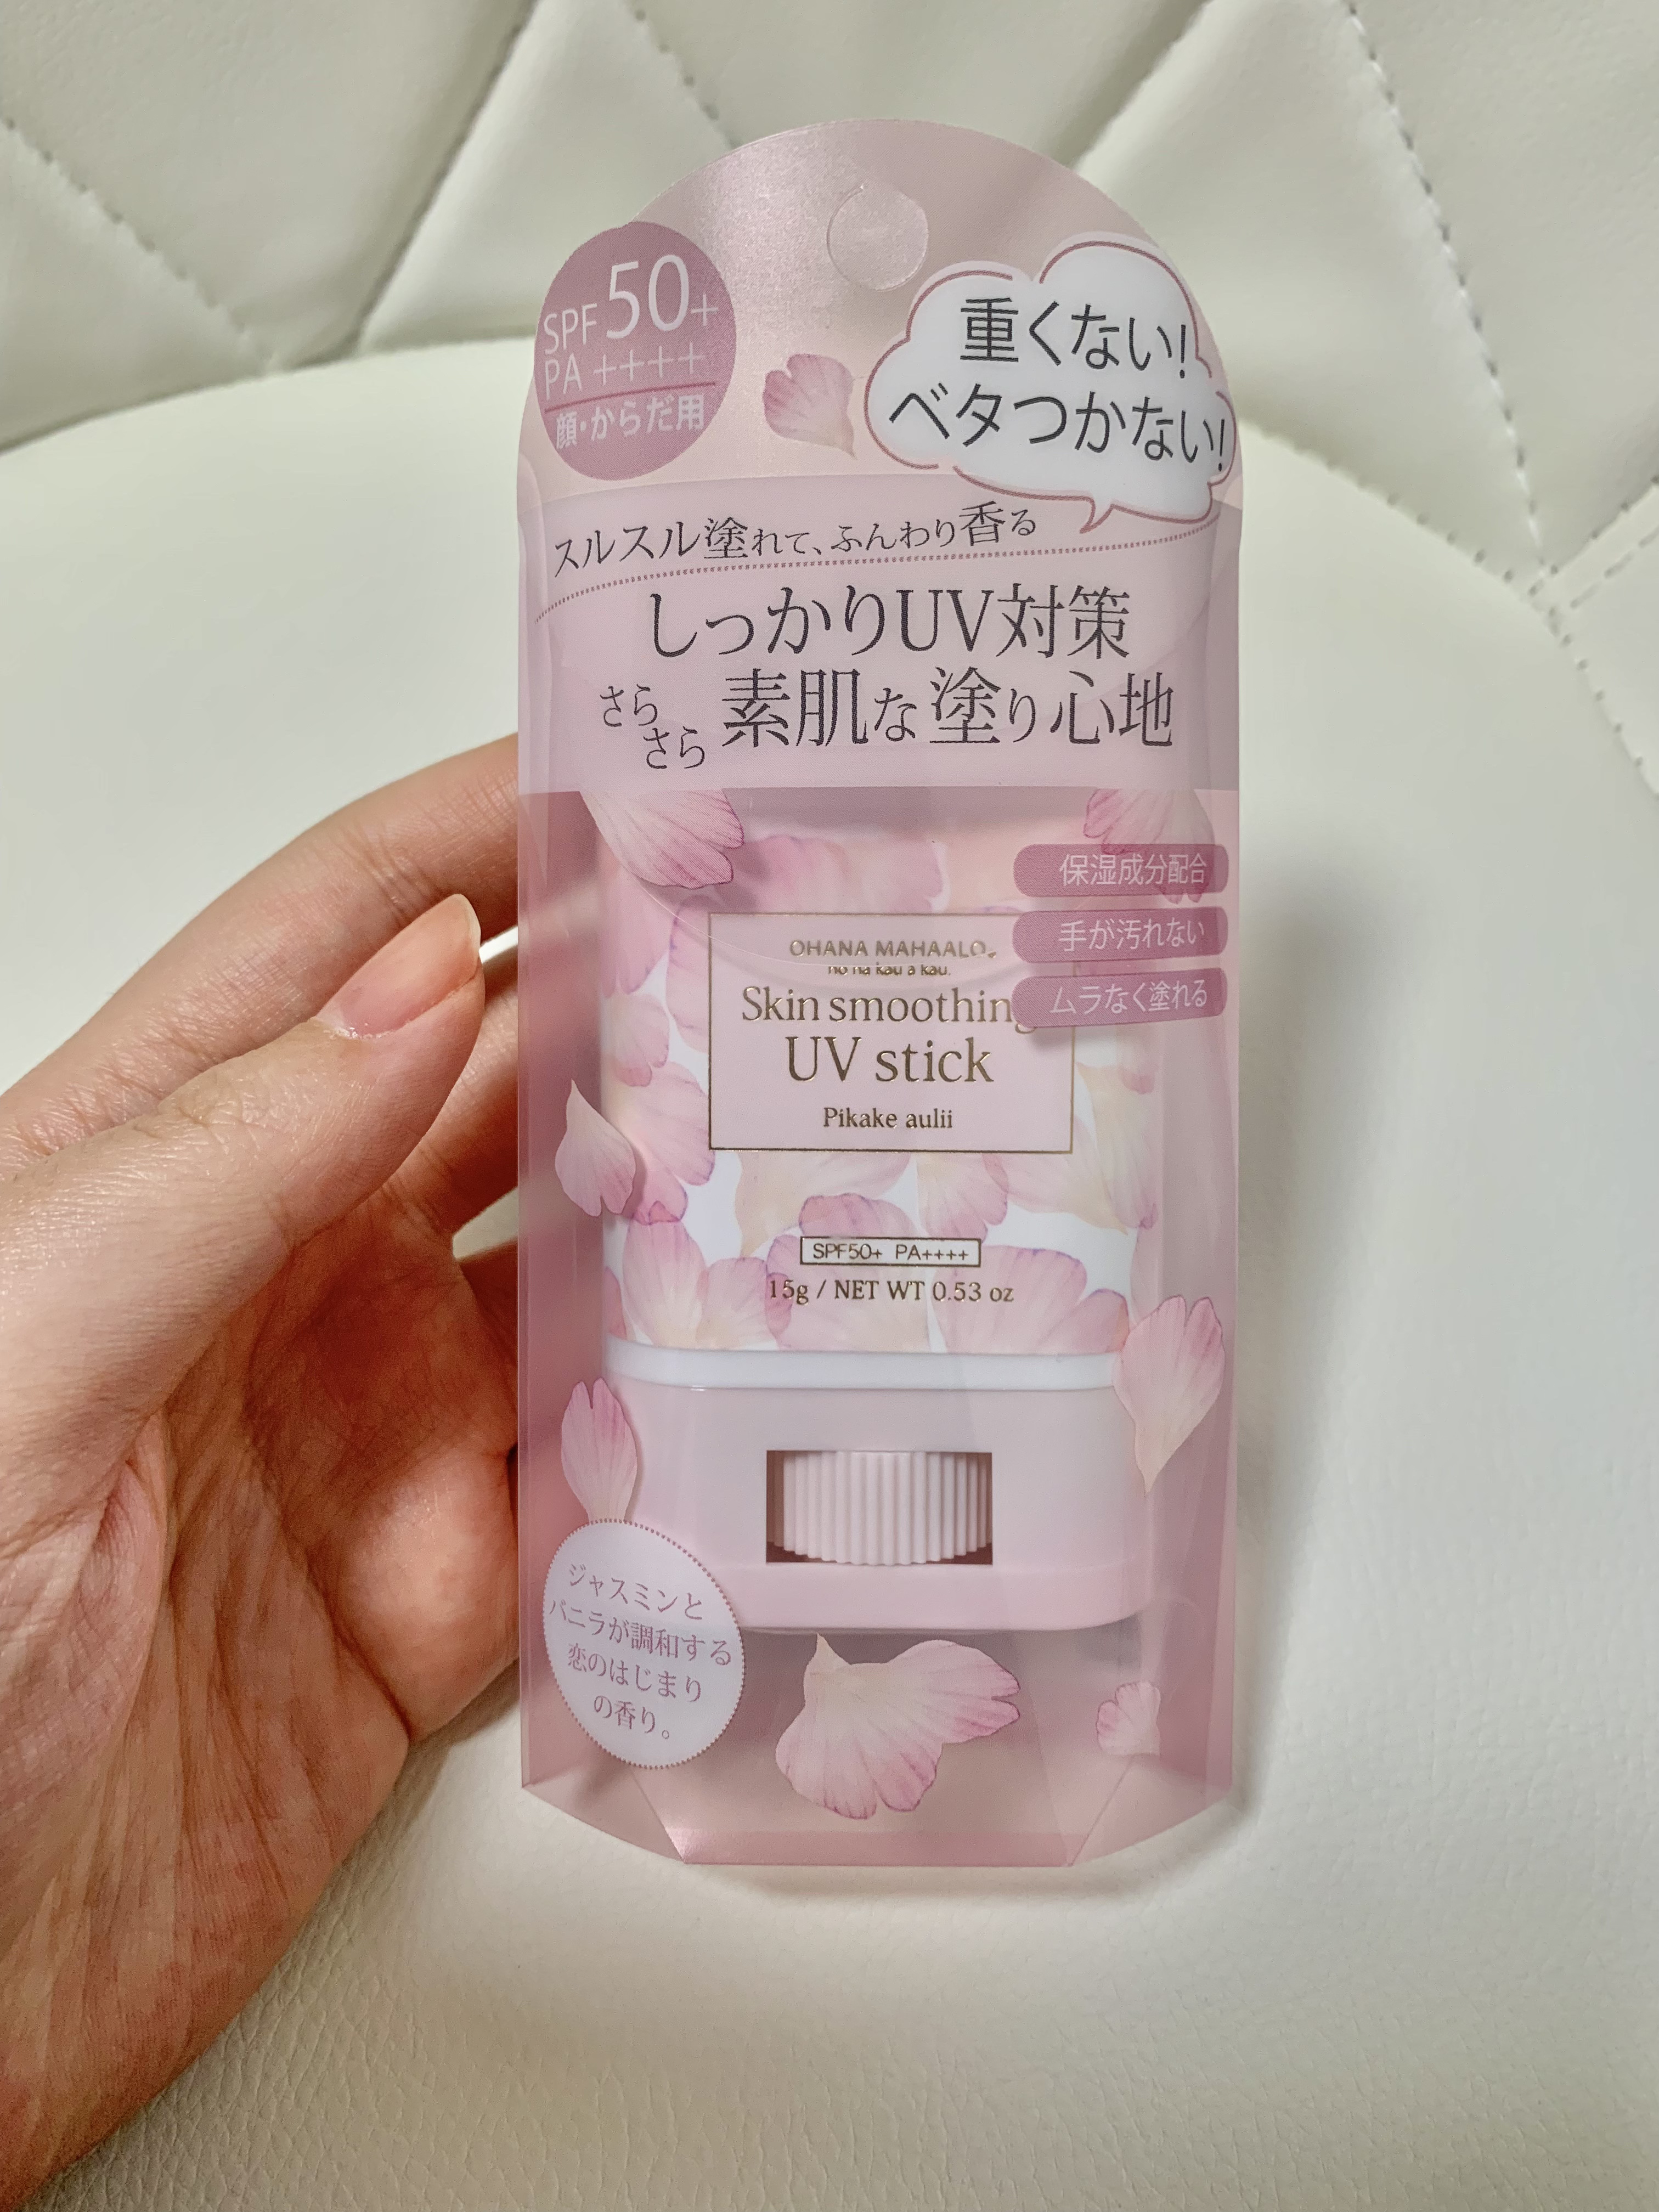 SPF50+
PA++++
顔・からだ用
重くない!
ベタつかない!
スルスル塗れて、ふんわり香る
しっかりUV対策
さらさら素肌な塗り心地
保湿成分配合
手が汚れない
ムラなく塗れる
OHANA MAHAALO
no na kau a kau.
Skin smoothing
UV stick
Pikake aulii
SPF50+ PA++++
15g / NET WT 0.53 oz
ジャスミンと
バニラが調和する
恋のはじまり
の香り。